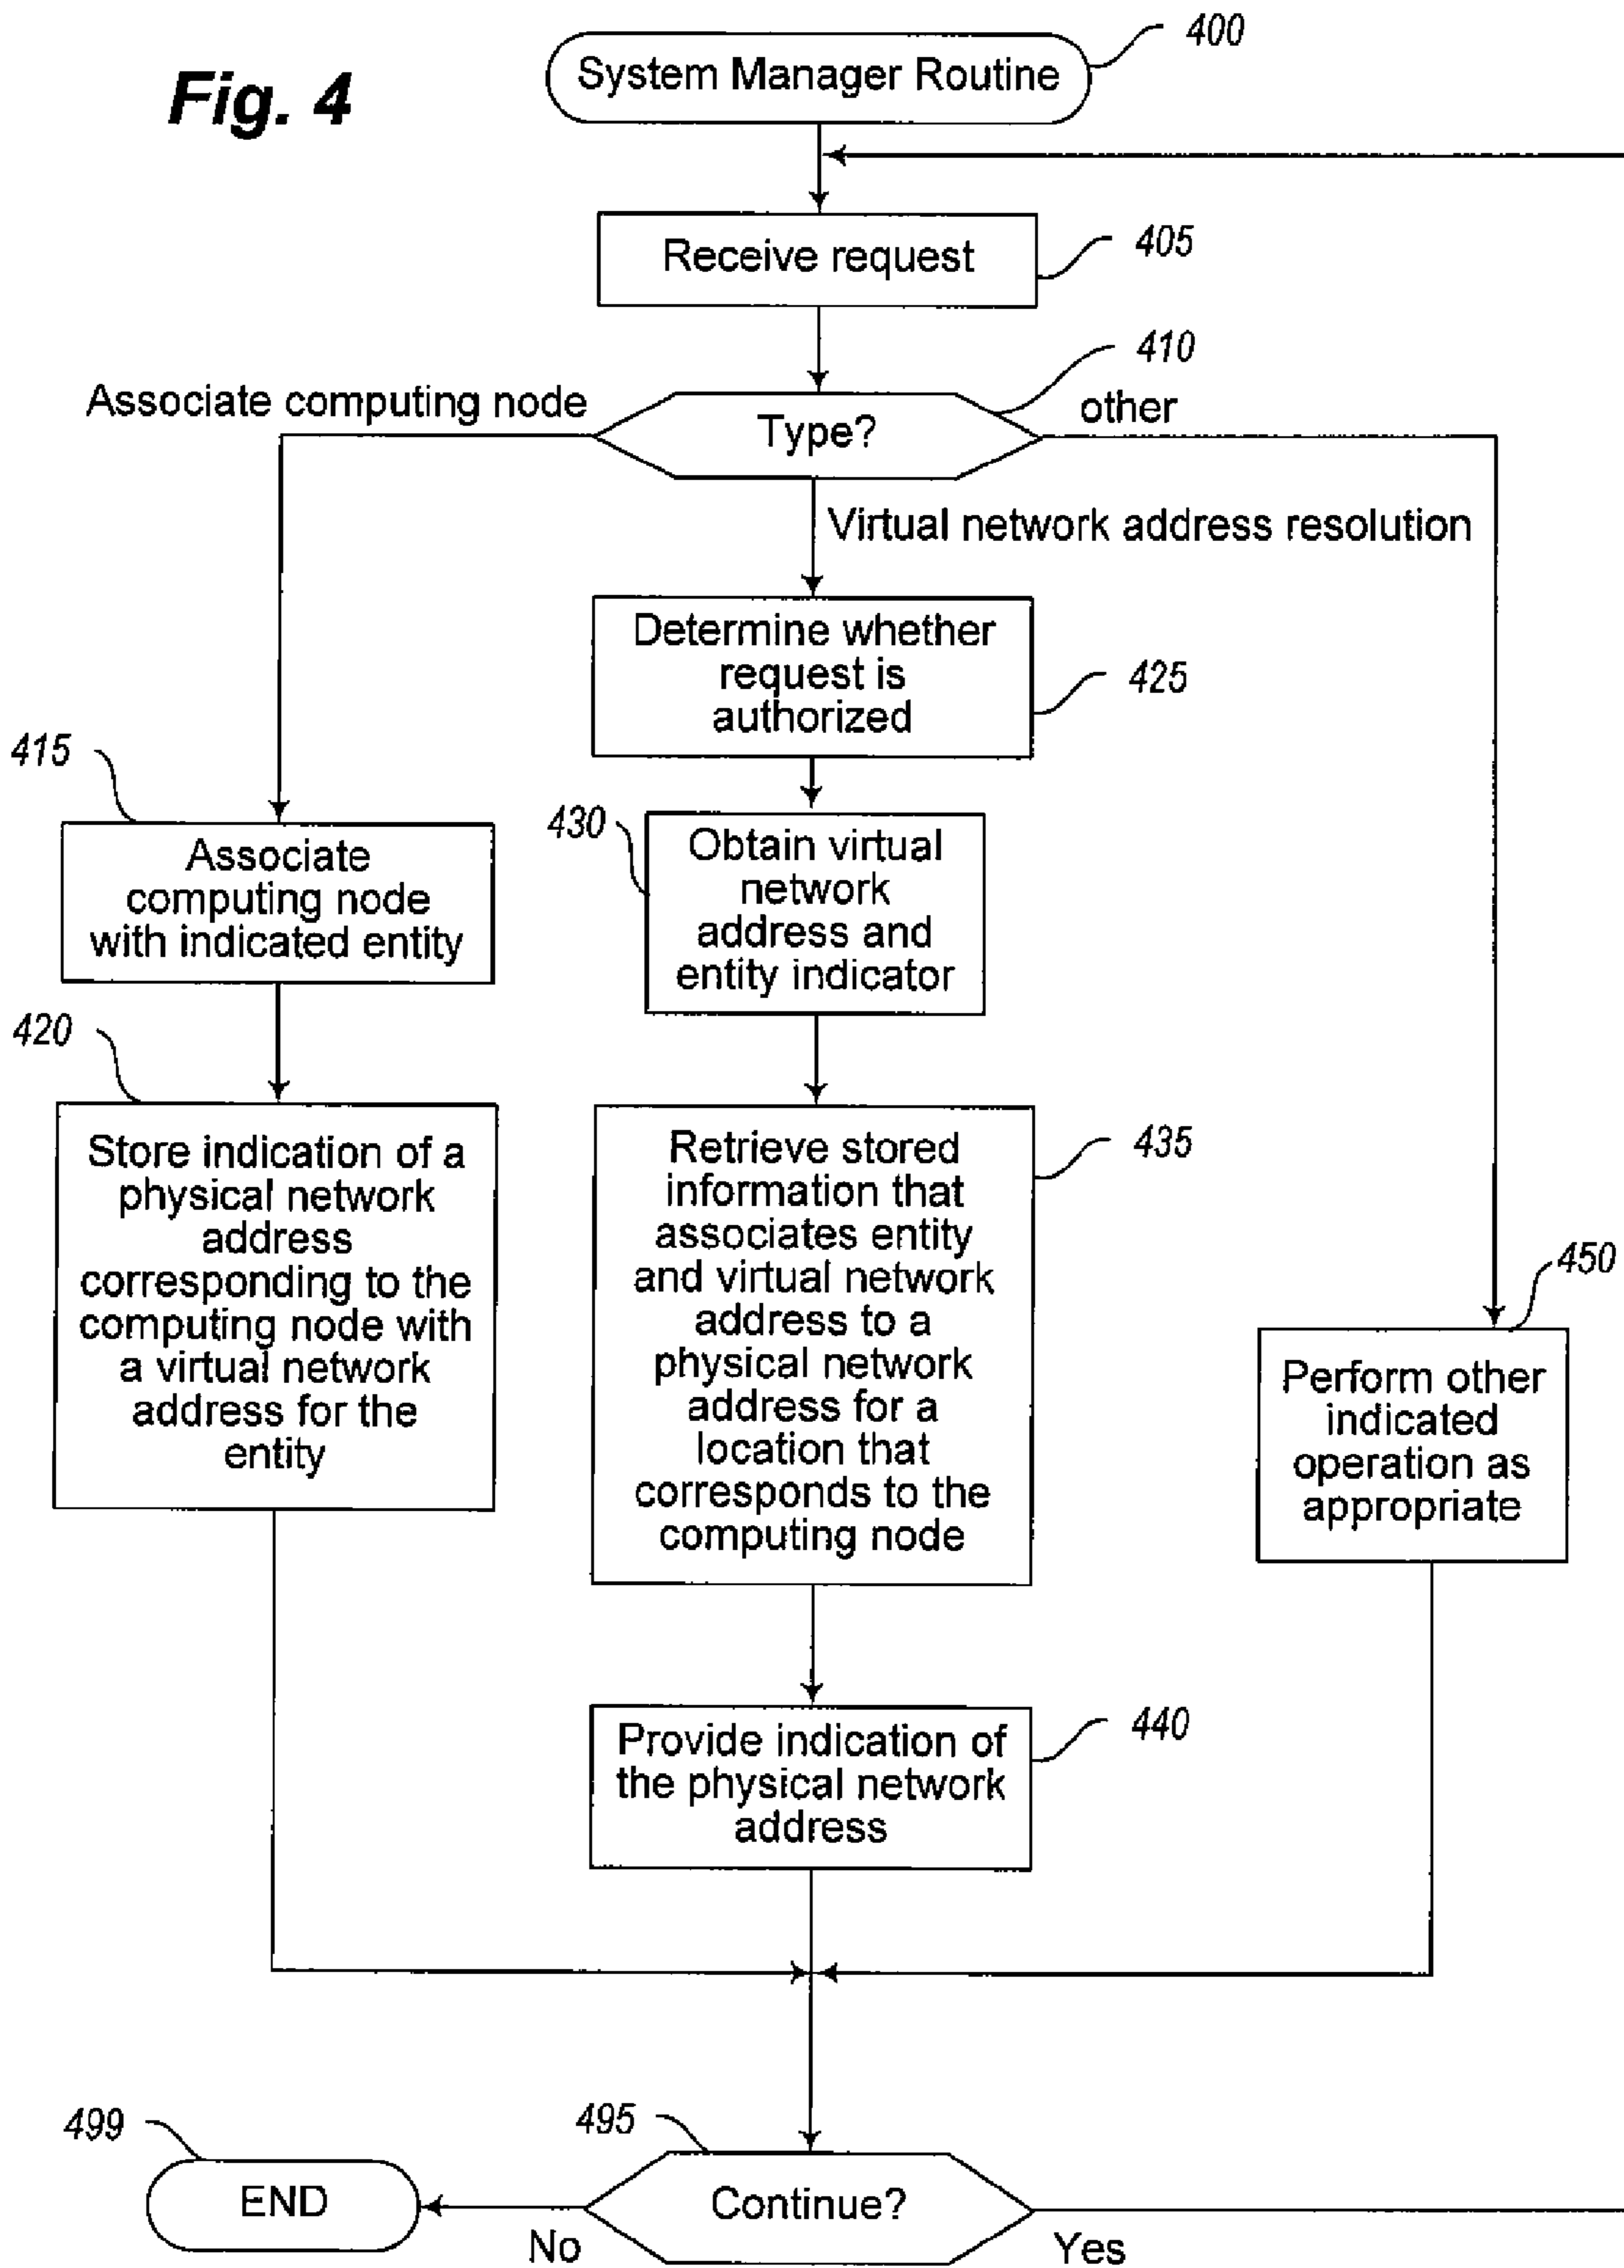 Fig. 4
System Manager Routine
400
Receive request
405
410
Associate computing node
Type?
other
Virtual network address resolution
Determine whether
request is
authorized
425
415
Associate
computing node
with indicated entity
430
Obtain virtual
network
address and
entity indicator
420
Store indication of a
physical network
address
corresponding to the
computing node with
a virtual network
address for the
entity
Retrieve stored
information that
associates entity
and virtual network
address to a
physical network
address for a
location that
corresponds to the
computing node
435
450
Perform other
indicated
operation as
appropriate
Provide indication of
the physical network
address
440
499
END
495
Continue?
No
Yes